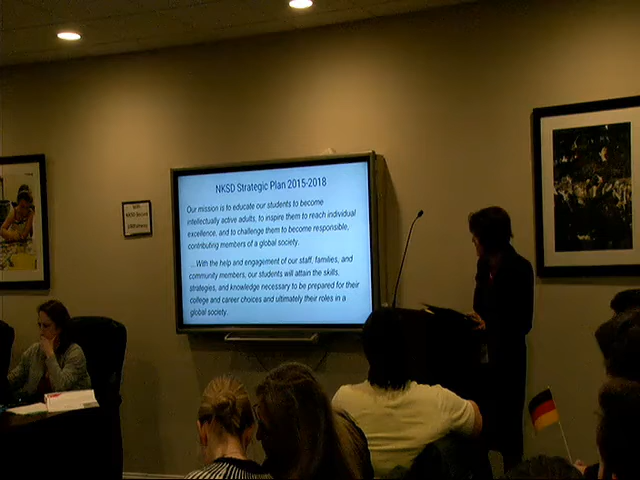 NKSD Strategic Plan 2015-2018
Our mission is to educate our students to become
intellectually active adults, to inspire them to reach individual
excellence, and to challenge them to become responsible,
contributing members of a global society.
...With the help and engagement of our staff, families, and
community members, our students will attain the skills,
strategies, and knowledge necessary to be prepared for their
college and career choices and ultimately their roles in a
global society.